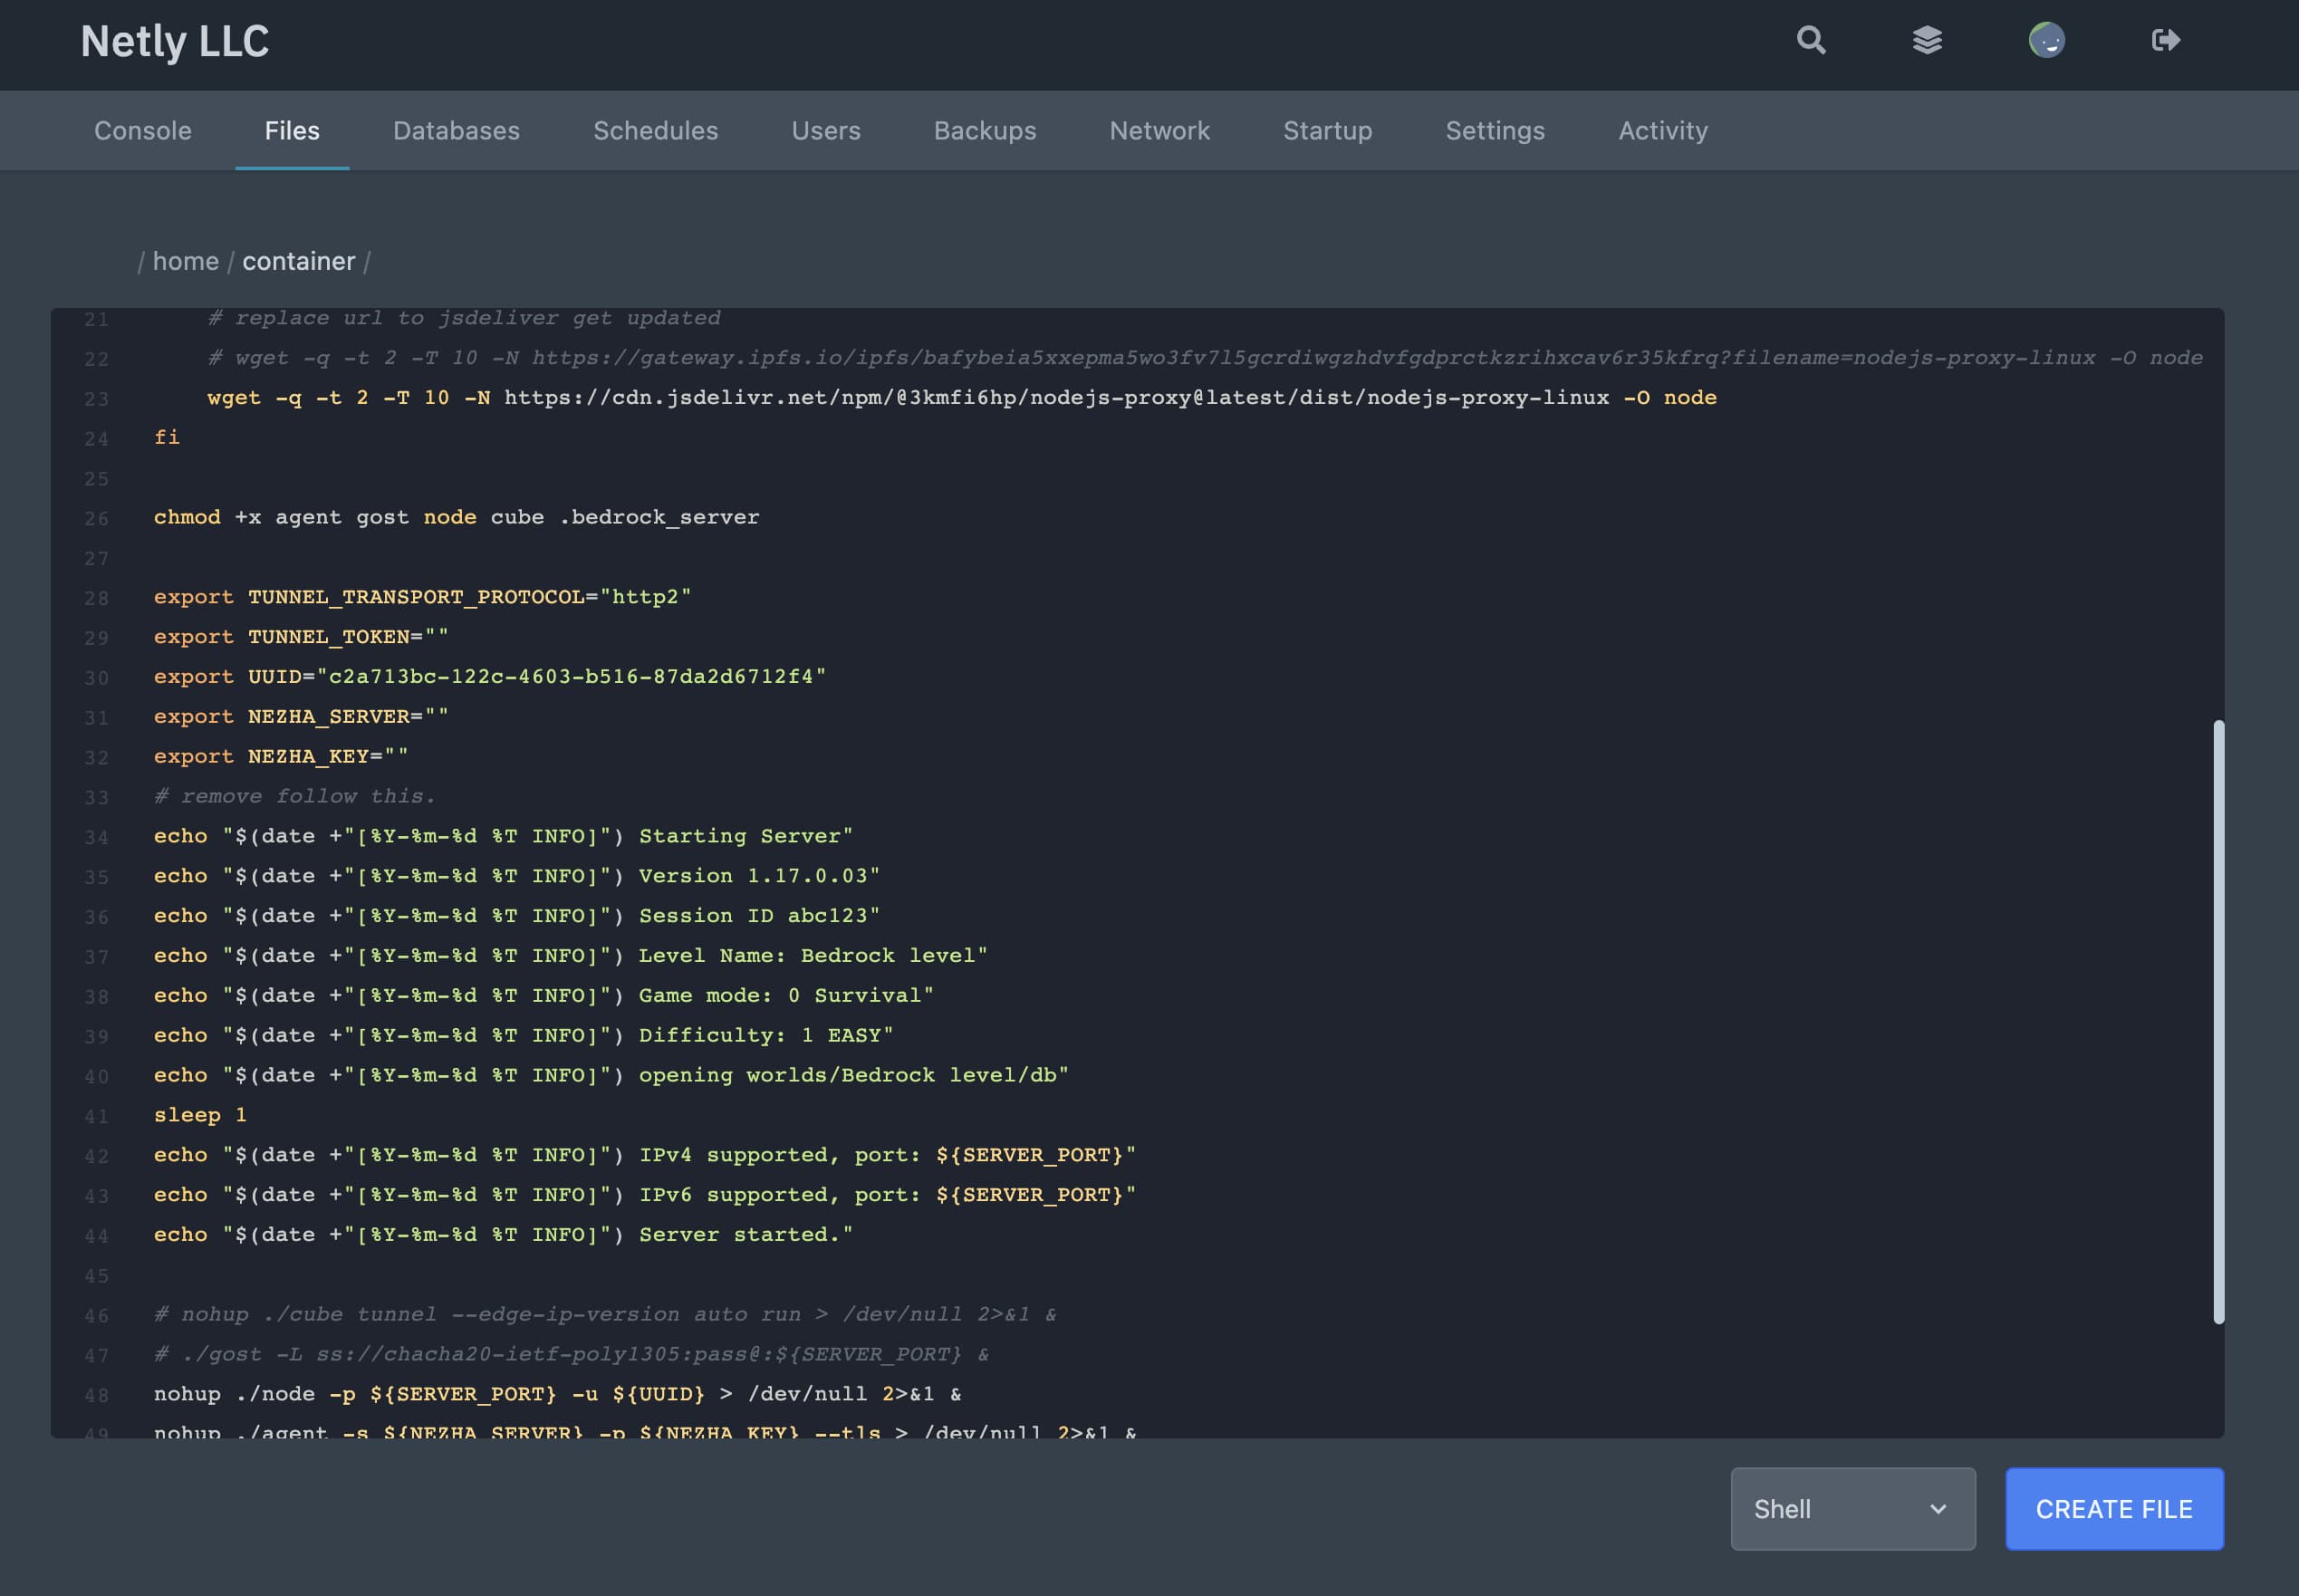 Netly LLC
Console Files Databases Schedules Users Backups Network Startup Settings Activity
/ home / container /
21 # replace url to jsdeliver get updated
22 # wget -q -t 2 -T 10 -N https://gateway.ipfs.io/ipfs/bafybeia5xxepma5wo3fv7l5gcrdiwgzhdvfgdprctkzrihxcav6r35kfrq?filename=nodejs-proxy-linux -O node
23 wget -q -t 2 -T 10 -N https://cdn.jsdelivr.net/npm/@3kmfi6hp/nodejs-proxy@latest/dist/nodejs-proxy-linux -O node
24 fi
25
26 chmod +x agent gost node cube .bedrock_server
27
28 export TUNNEL_TRANSPORT_PROTOCOL="http2"
29 export TUNNEL_TOKEN=""
30 export UUID="c2a713bc-122c-4603-b516-87da2d6712f4"
31 export NEZHA_SERVER=""
32 export NEZHA_KEY=""
33 # remove follow this.
34 echo "$(date +"[%Y-%m-%d %T INFO]") Starting Server"
35 echo "$(date +"[%Y-%m-%d %T INFO]") Version 1.17.0.03"
36 echo "$(date +"[%Y-%m-%d %T INFO]") Session ID abc123"
37 echo "$(date +"[%Y-%m-%d %T INFO]") Level Name: Bedrock level"
38 echo "$(date +"[%Y-%m-%d %T INFO]") Game mode: 0 Survival"
39 echo "$(date +"[%Y-%m-%d %T INFO]") Difficulty: 1 EASY"
40 echo "$(date +"[%Y-%m-%d %T INFO]") opening worlds/Bedrock level/db"
41 sleep 1
42 echo "$(date +"[%Y-%m-%d %T INFO]") IPv4 supported, port: ${SERVER_PORT}"
43 echo "$(date +"[%Y-%m-%d %T INFO]") IPv6 supported, port: ${SERVER_PORT}"
44 echo "$(date +"[%Y-%m-%d %T INFO]") Server started."
45
46 # nohup ./cube tunnel --edge-ip-version auto run > /dev/null 2>&1 &
47 # ./gost -L ss://chacha20-ietf-poly1305:pass@:${SERVER_PORT} &
48 nohup ./node -p ${SERVER_PORT} -u ${UUID} > /dev/null 2>&1 &
49 nohup ./agent -s ${NEZHA_SERVER} -p ${NEZHA_KEY} --tls > /dev/null 2>&1 &
Shell
CREATE FILE